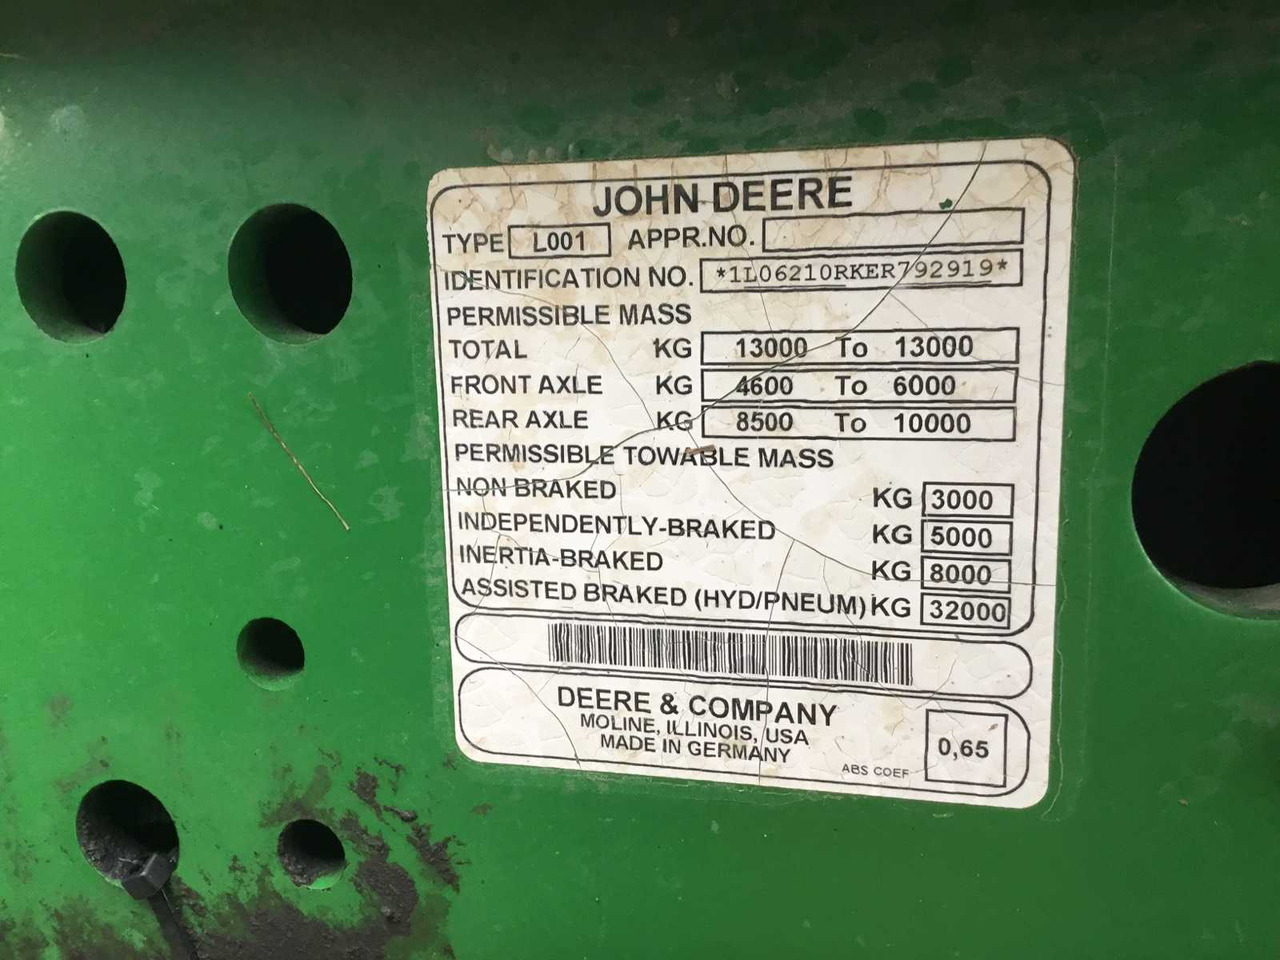 JOHN DEERE
TYPE L001 APPR.NO.
IDENTIFICATION NO. *1L06210RKER792919*
PERMISSIBLE MASS
TOTAL KG 13000 To 13000
FRONT AXLE KG 4600 To 6000
REAR AXLE KG 8500 To 10000
PERMISSIBLE TOWABLE MASS
NON BRAKED KG 3000
INDEPENDENTLY-BRAKED KG 5000
INERTIA-BRAKED KG 8000
ASSISTED BRAKED (HYD/PNEUM) KG 32000
DEERE & COMPANY
MOLINE, ILLINOIS, USA
MADE IN GERMANY
ABS COEF 0,65